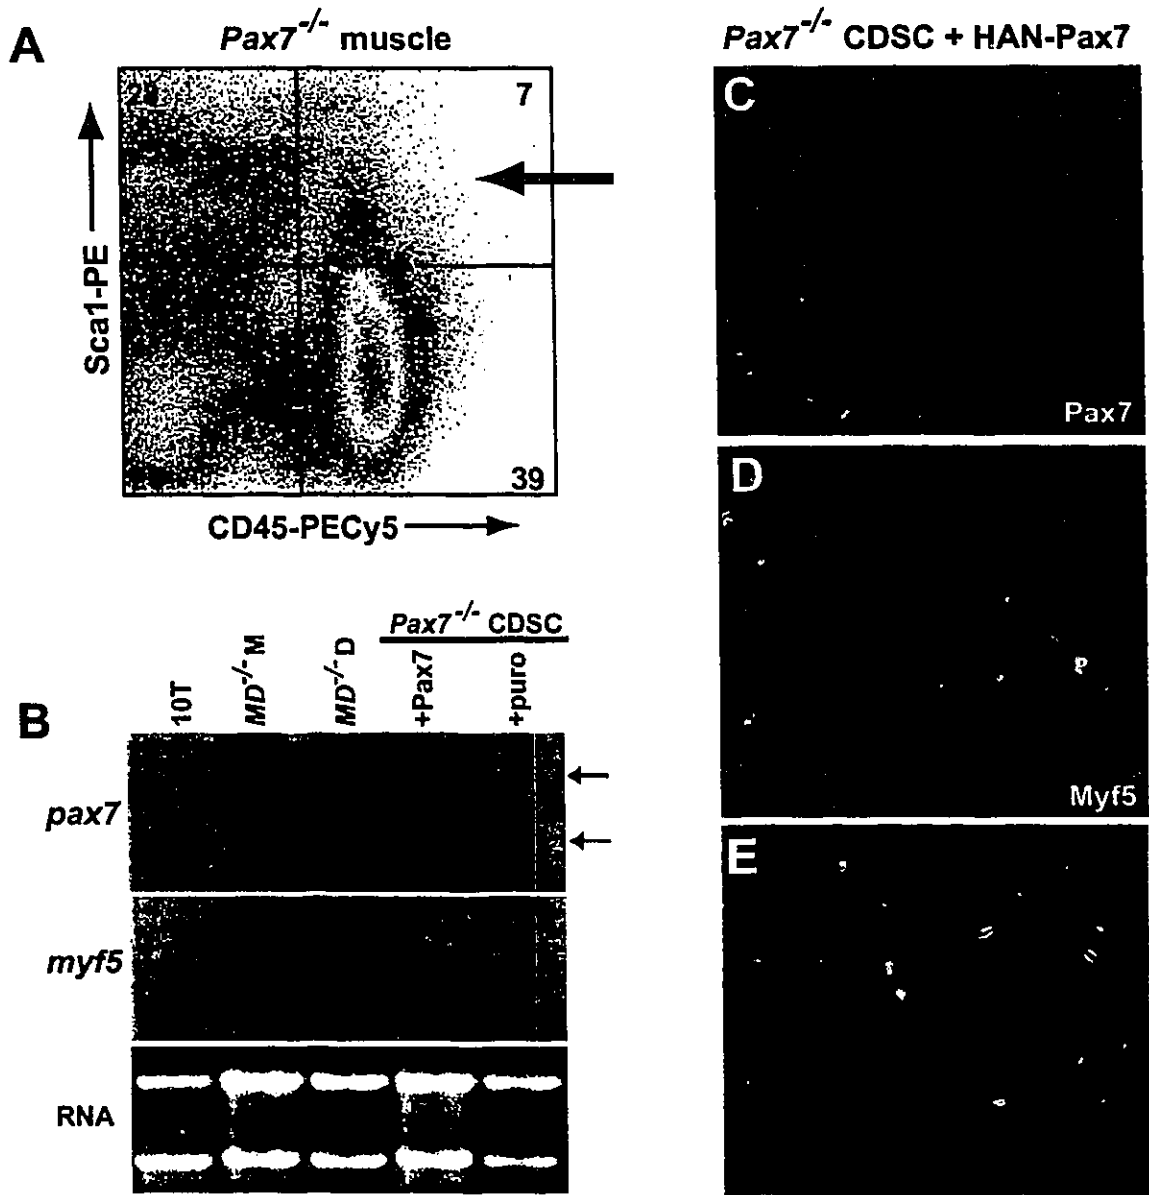 A
Pax7-/- muscle
7
39
Sca1-PE
CD45-PECy5
B
Pax7-/- CDSC
10T
MD-/- M
MD-/- D
+Pax7
+puro
pax7
myf5
RNA
Pax7-/- CDSC + HAN-Pax7
C
Pax7
D
Myf5
E